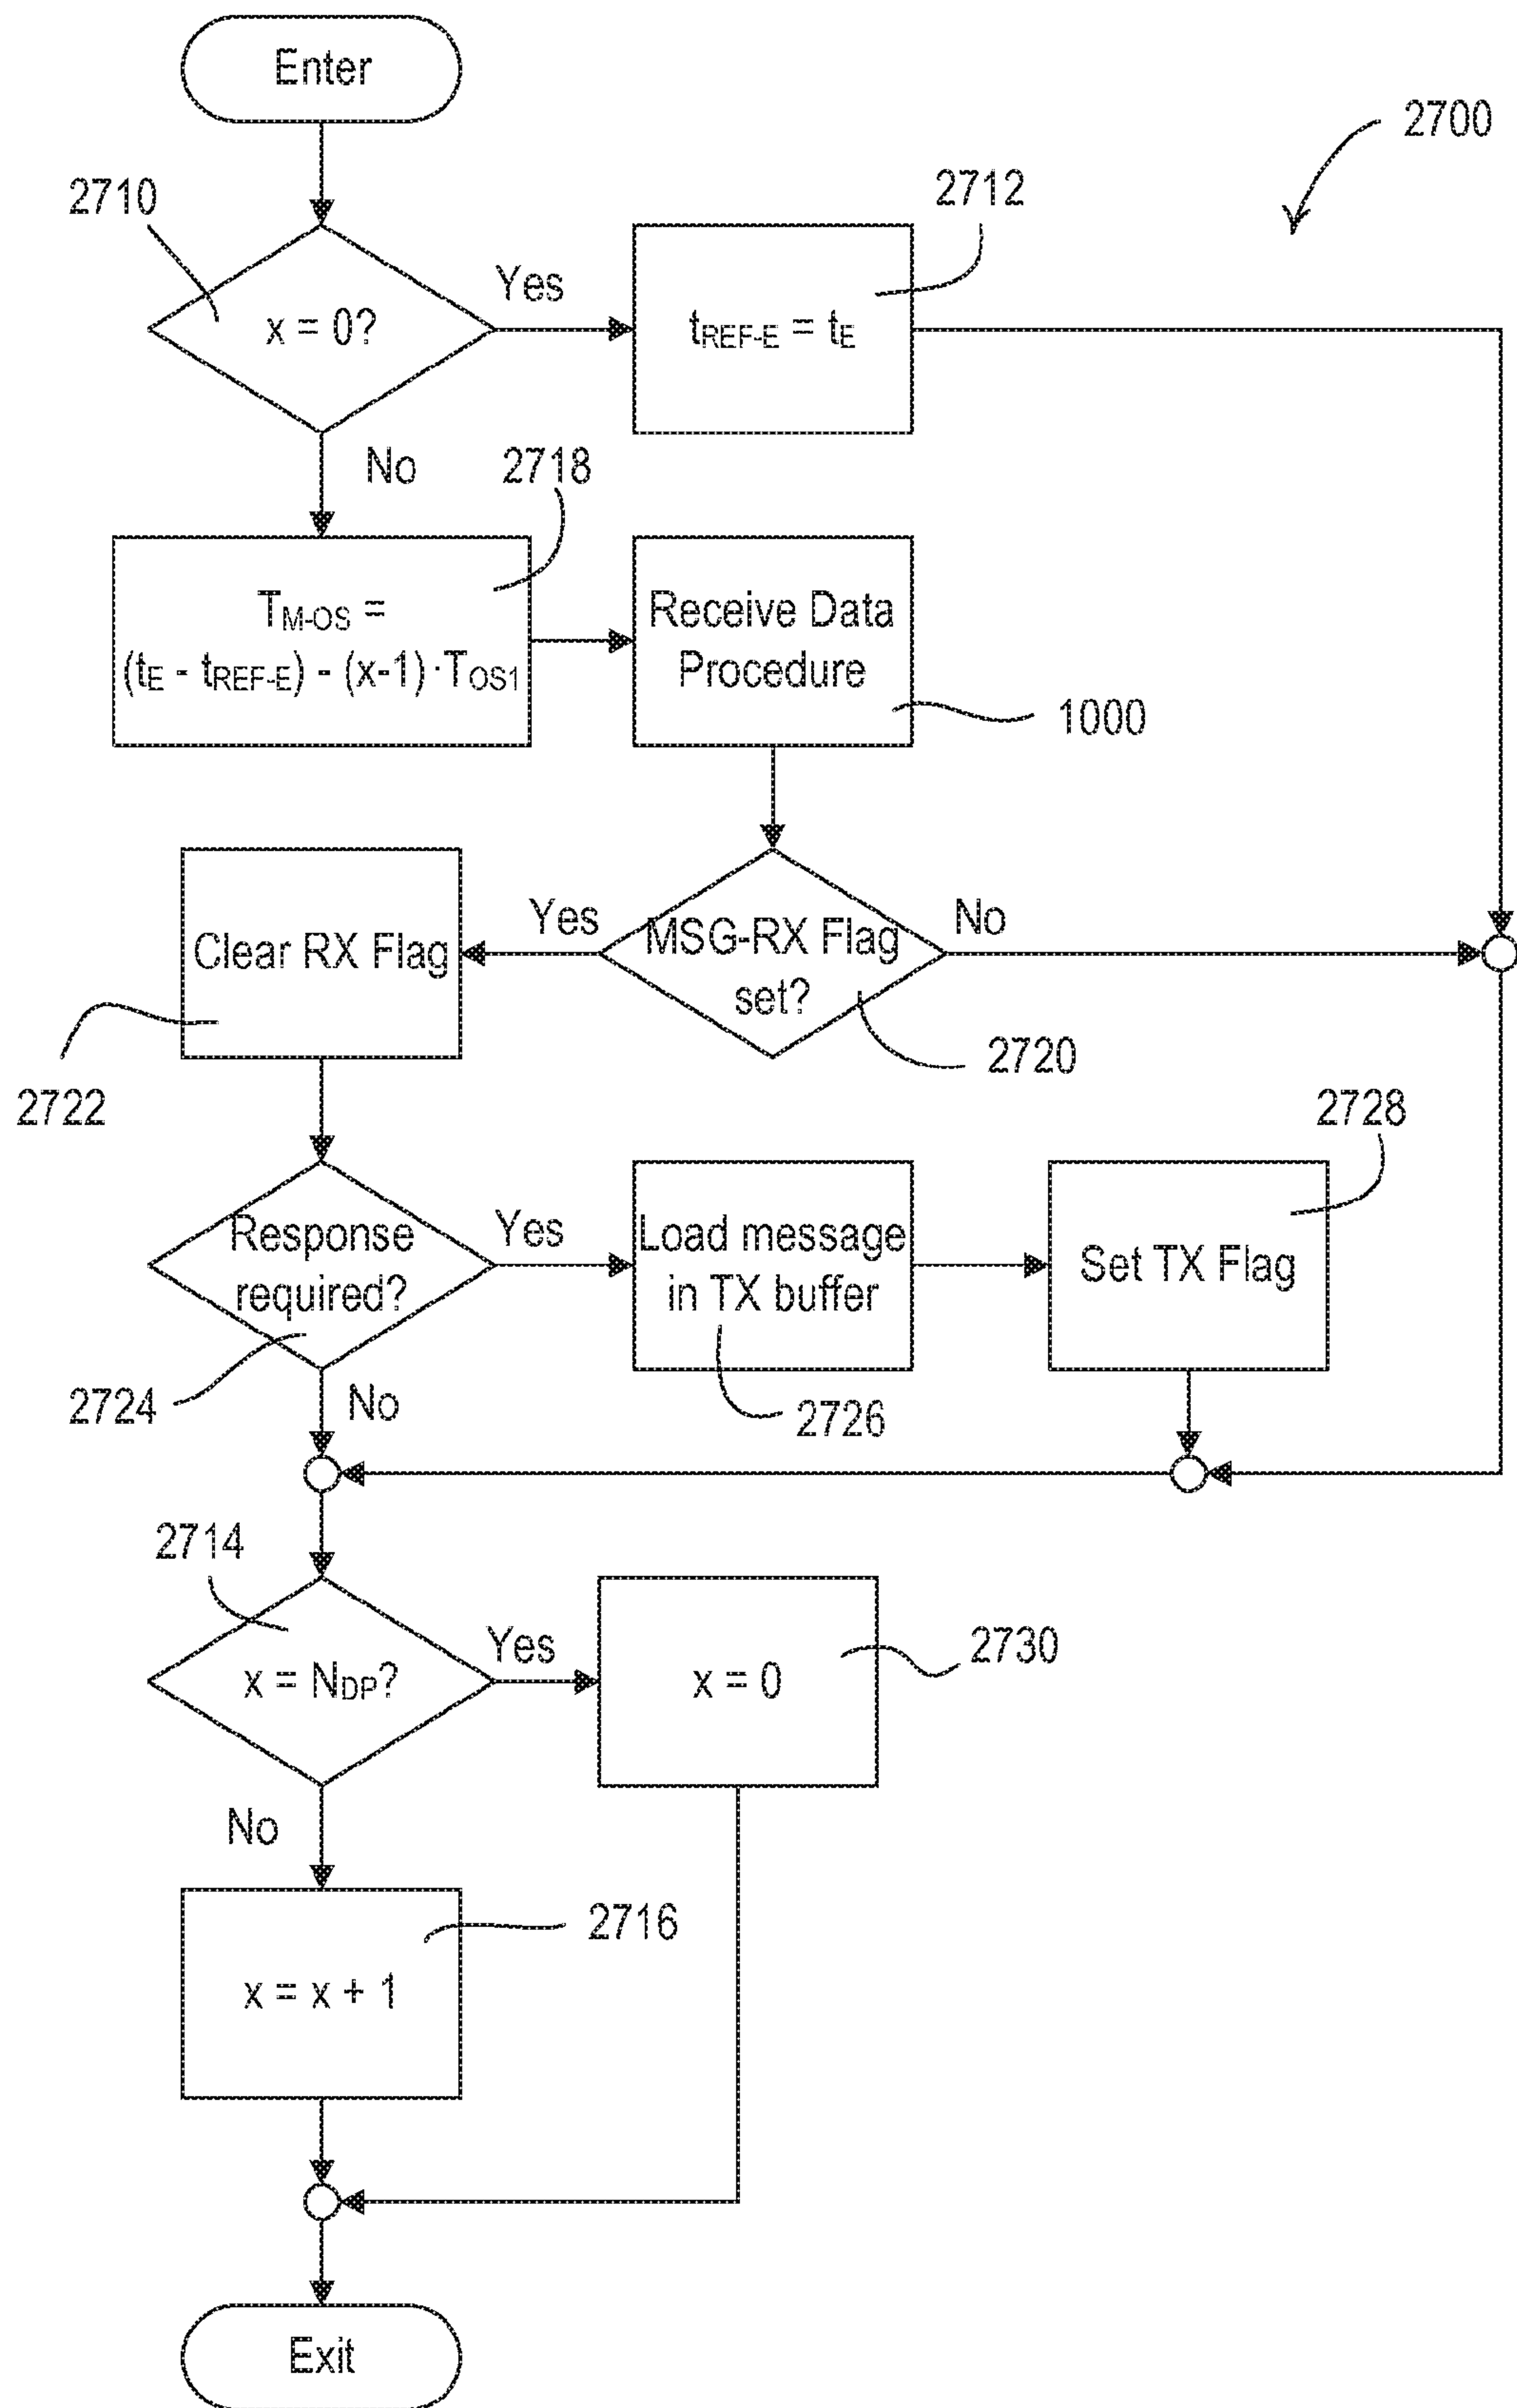 Enter
2700
2710
2712
x = 0?
Yes
tREF-E = tE
No
2718
TM-OS =
(tE - tREF-E) - (x-1)·TOS1
Receive Data
Procedure
1000
Clear RX Flag
Yes
MSG-RX Flag
set?
No
2720
2722
2728
Response
required?
Yes
Load message
in TX buffer
Set TX Flag
2724
No
2726
2714
x = NDP?
Yes
x = 0
2730
No
2716
x = x + 1
Exit